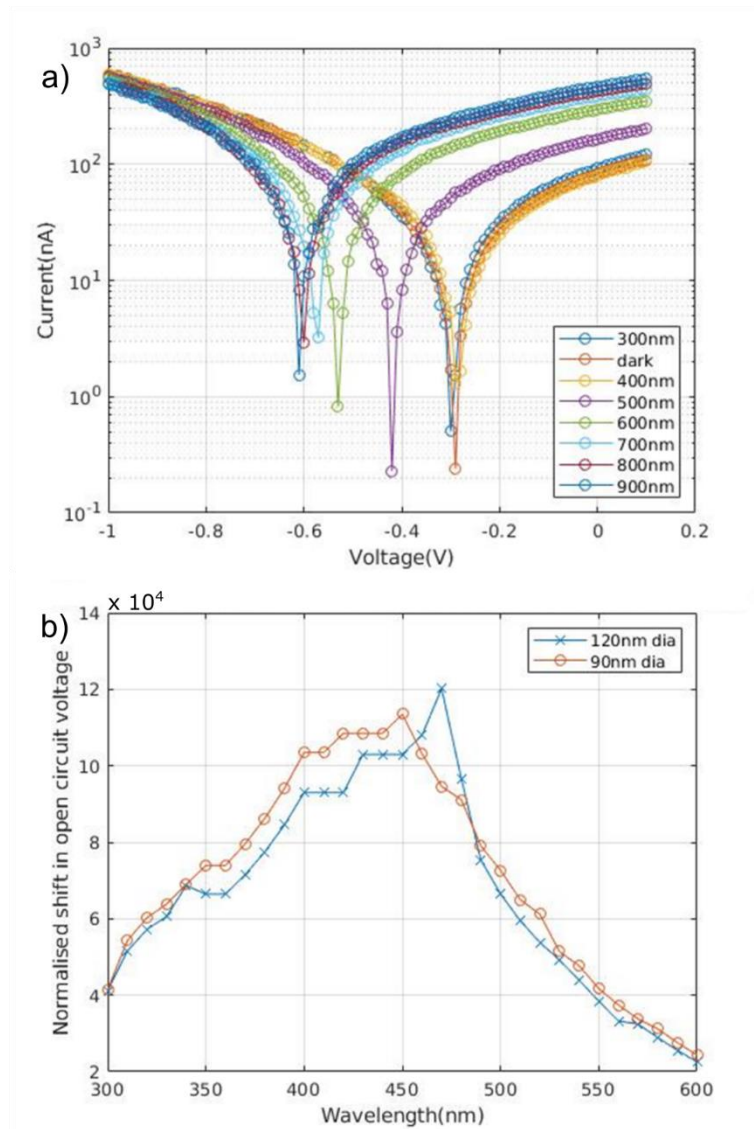 a)
10³
10²
10¹
10⁰
10⁻¹
Current(nA)
300nm
dark
400nm
500nm
600nm
700nm
800nm
900nm
-1 -0.8 -0.6 -0.4 -0.2 0 0.2
Voltage(V)
b)
x 10⁴
14
12
10
8
6
4
2
Normalised shift in open circuit voltage
120nm dia
90nm dia
300 350 400 450 500 550 600
Wavelength(nm)